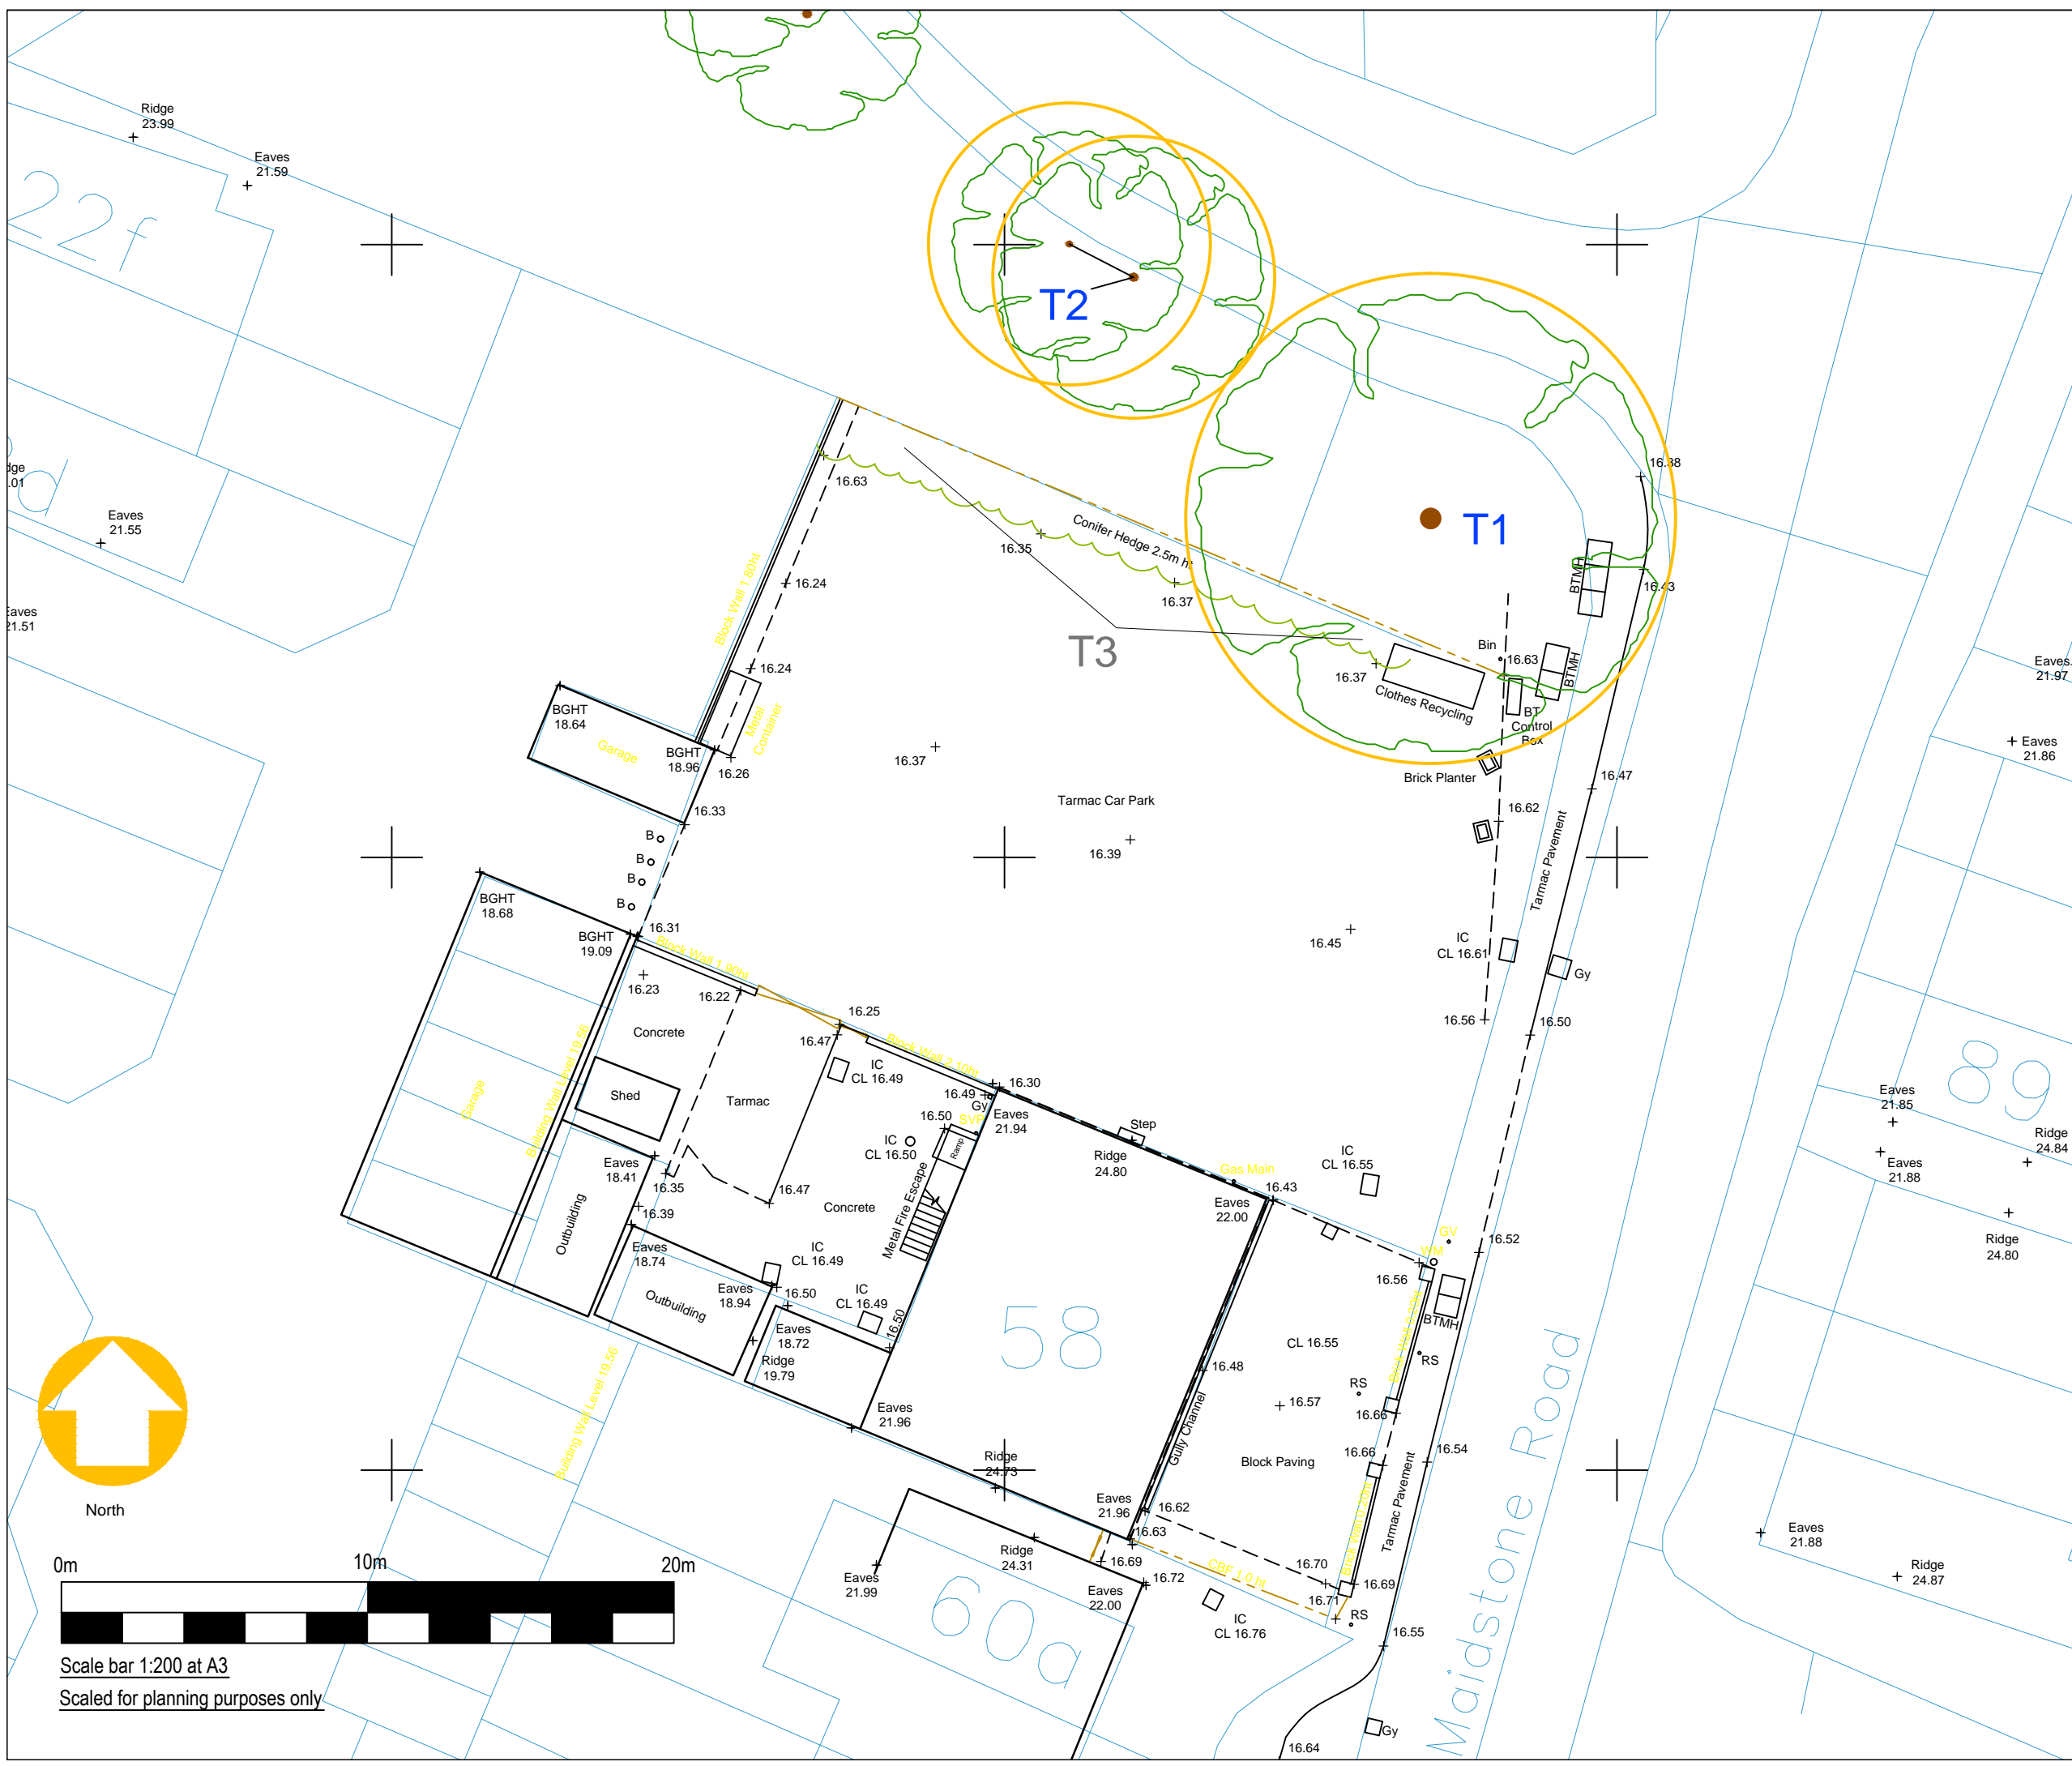 Ridge
23.99
Eaves
21.59
22f
T2
T1
16.38
dge
.01
d
Eaves
21.55
16.63
Conifer Hedge 2.5m h
16.35
BTMH
16.43
Block Wall 1.80ht
16.24
16.37
Eaves
21.51
T3
Bin
16.63
BTMH
16.24
16.37
Clothes Recycling
Eaves
21.97
BGHT
18.64
Metal
Container
BT
Control
Box
Garage
BGHT
18.96
16.26
16.37
Brick Planter
Eaves
21.86
16.47
Tarmac Car Park
16.33
16.62
B
B
B
B
16.39
Tarmac Pavement
BGHT
18.68
16.31
BGHT
19.09
Block Wall 1.90ht
16.45
IC
CL 16.61
Gy
16.23
16.22
16.25
16.56
16.50
Concrete
16.47
Block Wall 3.10ht
IC
CL 16.49
16.30
16.49
Gy
89
Garage
Building Wall Level 19.56
Shed
Tarmac
16.50
SVP
Eaves
21.94
Step
Eaves
21.85
IC
CL 16.50
Ramp
Ridge
24.80
IC
CL 16.55
Ridge
24.84
Eaves
18.41
16.35
Gas Main
Eaves
21.88
16.47
Metal Fire Escape
Eaves
22.00
16.43
16.39
Concrete
Outbuilding
GV
Ridge
24.80
Eaves
18.74
IC
CL 16.49
WM
16.52
16.56
Eaves
18.94
16.50
IC
CL 16.49
Outbuilding
16.50
58
BTMH
Eaves
18.72
CL 16.55
Ridge
19.79
RS
16.48
RS
16.57
16.66
Gully Channel
Eaves
21.96
Building Wall Level 19.56
Maidstone Road
16.66
16.54
Block Paving
Ridge
24.73
Tarmac Pavement
North
Eaves
21.96
16.62
16.63
Eaves
21.88
Ridge
24.31
16.69
CBF 1.0 ht
0m
10m
20m
Eaves
21.99
16.72
16.70
16.69
Ridge
24.87
Eaves
22.00
16.71
60a
RS
IC
CL 16.76
16.55
Scale bar 1:200 at A3
Scaled for planning purposes only
Gy
16.64